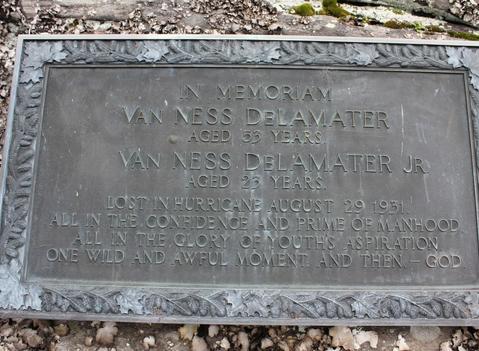 IN MEMORIAM
VAN NESS DELAMATER
AGED 53 YEARS
VAN NESS DELAMATER JR
AGED 23 YEARS.
LOST IN HURRICANE AUGUST 29 1931
ALL IN THE CONFIDENCE AND PRIME OF MANHOOD
ALL IN THE GLORY OF YOUTH'S ASPIRATION
ONE WILD AND AWFUL MOMENT AND THEN – GOD